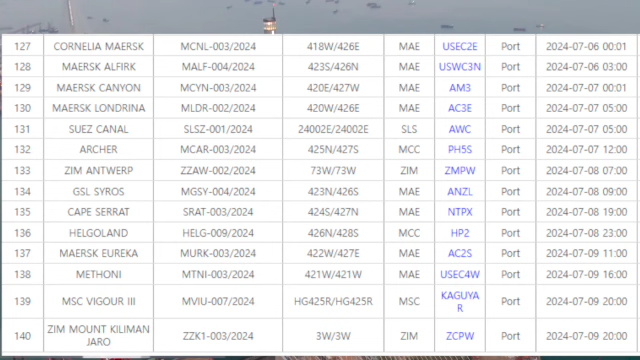 127 CORNELIA MAERSK MCNL-003/2024 418W/426E MAE USEC2E Port 2024-07-06 00:01
128 MAERSK ALFIRK MALF-004/2024 423S/426N MAE USWC3N Port 2024-07-06 03:00
129 MAERSK CANYON MCYN-003/2024 420E/427W MAE AM3 Port 2024-07-07 00:01
130 MAERSK LONDRINA MLDR-002/2024 420W/426E MAE AC3E Port 2024-07-07 05:00
131 SUEZ CANAL SLSZ-001/2024 24002E/24002E SLS AWC Port 2024-07-07 05:00
132 ARCHER MCAR-003/2024 425N/427S MCC PH5S Port 2024-07-07 12:00
133 ZIM ANTWERP ZZAW-002/2024 73W/73W ZIM ZMPW Port 2024-07-08 07:00
134 GSL SYROS MGSY-004/2024 423N/426S MAE ANZL Port 2024-07-08 09:00
135 CAPE SERRAT SRAT-003/2024 424S/427N MAE NTPX Port 2024-07-08 19:00
136 HELGOLAND HELG-009/2024 426N/428S MCC HP2 Port 2024-07-08 23:00
137 MAERSK EUREKA MURK-003/2024 422W/427E MAE AC2S Port 2024-07-09 11:00
138 METHONI MTNI-003/2024 421W/421W MAE USEC4W Port 2024-07-09 16:00
139 MSC VIGOUR III MVIU-007/2024 HG425R/HG425R MSC KAGUYA
R Port 2024-07-09 20:00
140 ZIM MOUNT KILIMAN
JARO ZZK1-003/2024 3W/3W ZIM ZCPW Port 2024-07-09 20:00